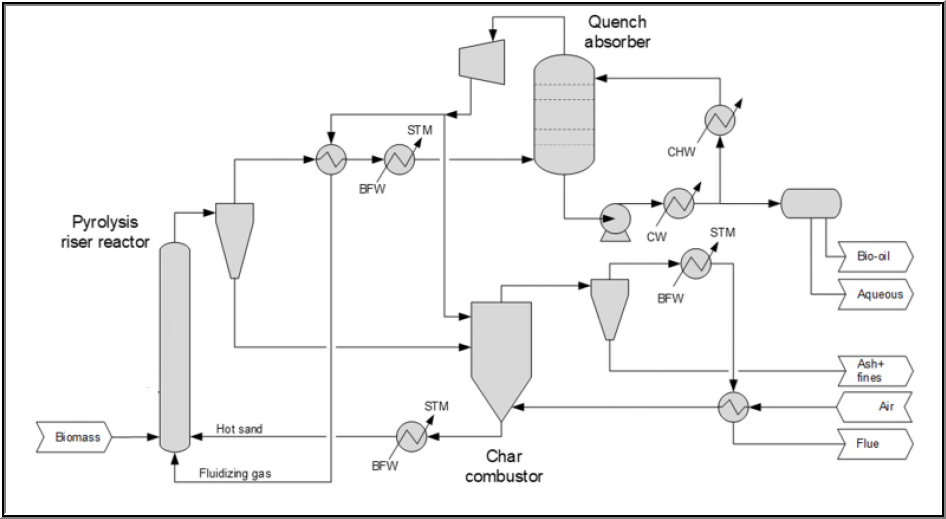 Quench
absorber
STM
CHW
BFW
Pyrolysis
riser reactor
CW
STM
Bio-oil
BFW
Aqueous
Ash+
fines
STM
Air
Biomass
Hot sand
Flue
BFW
Char
combustor
Fluidizing gas